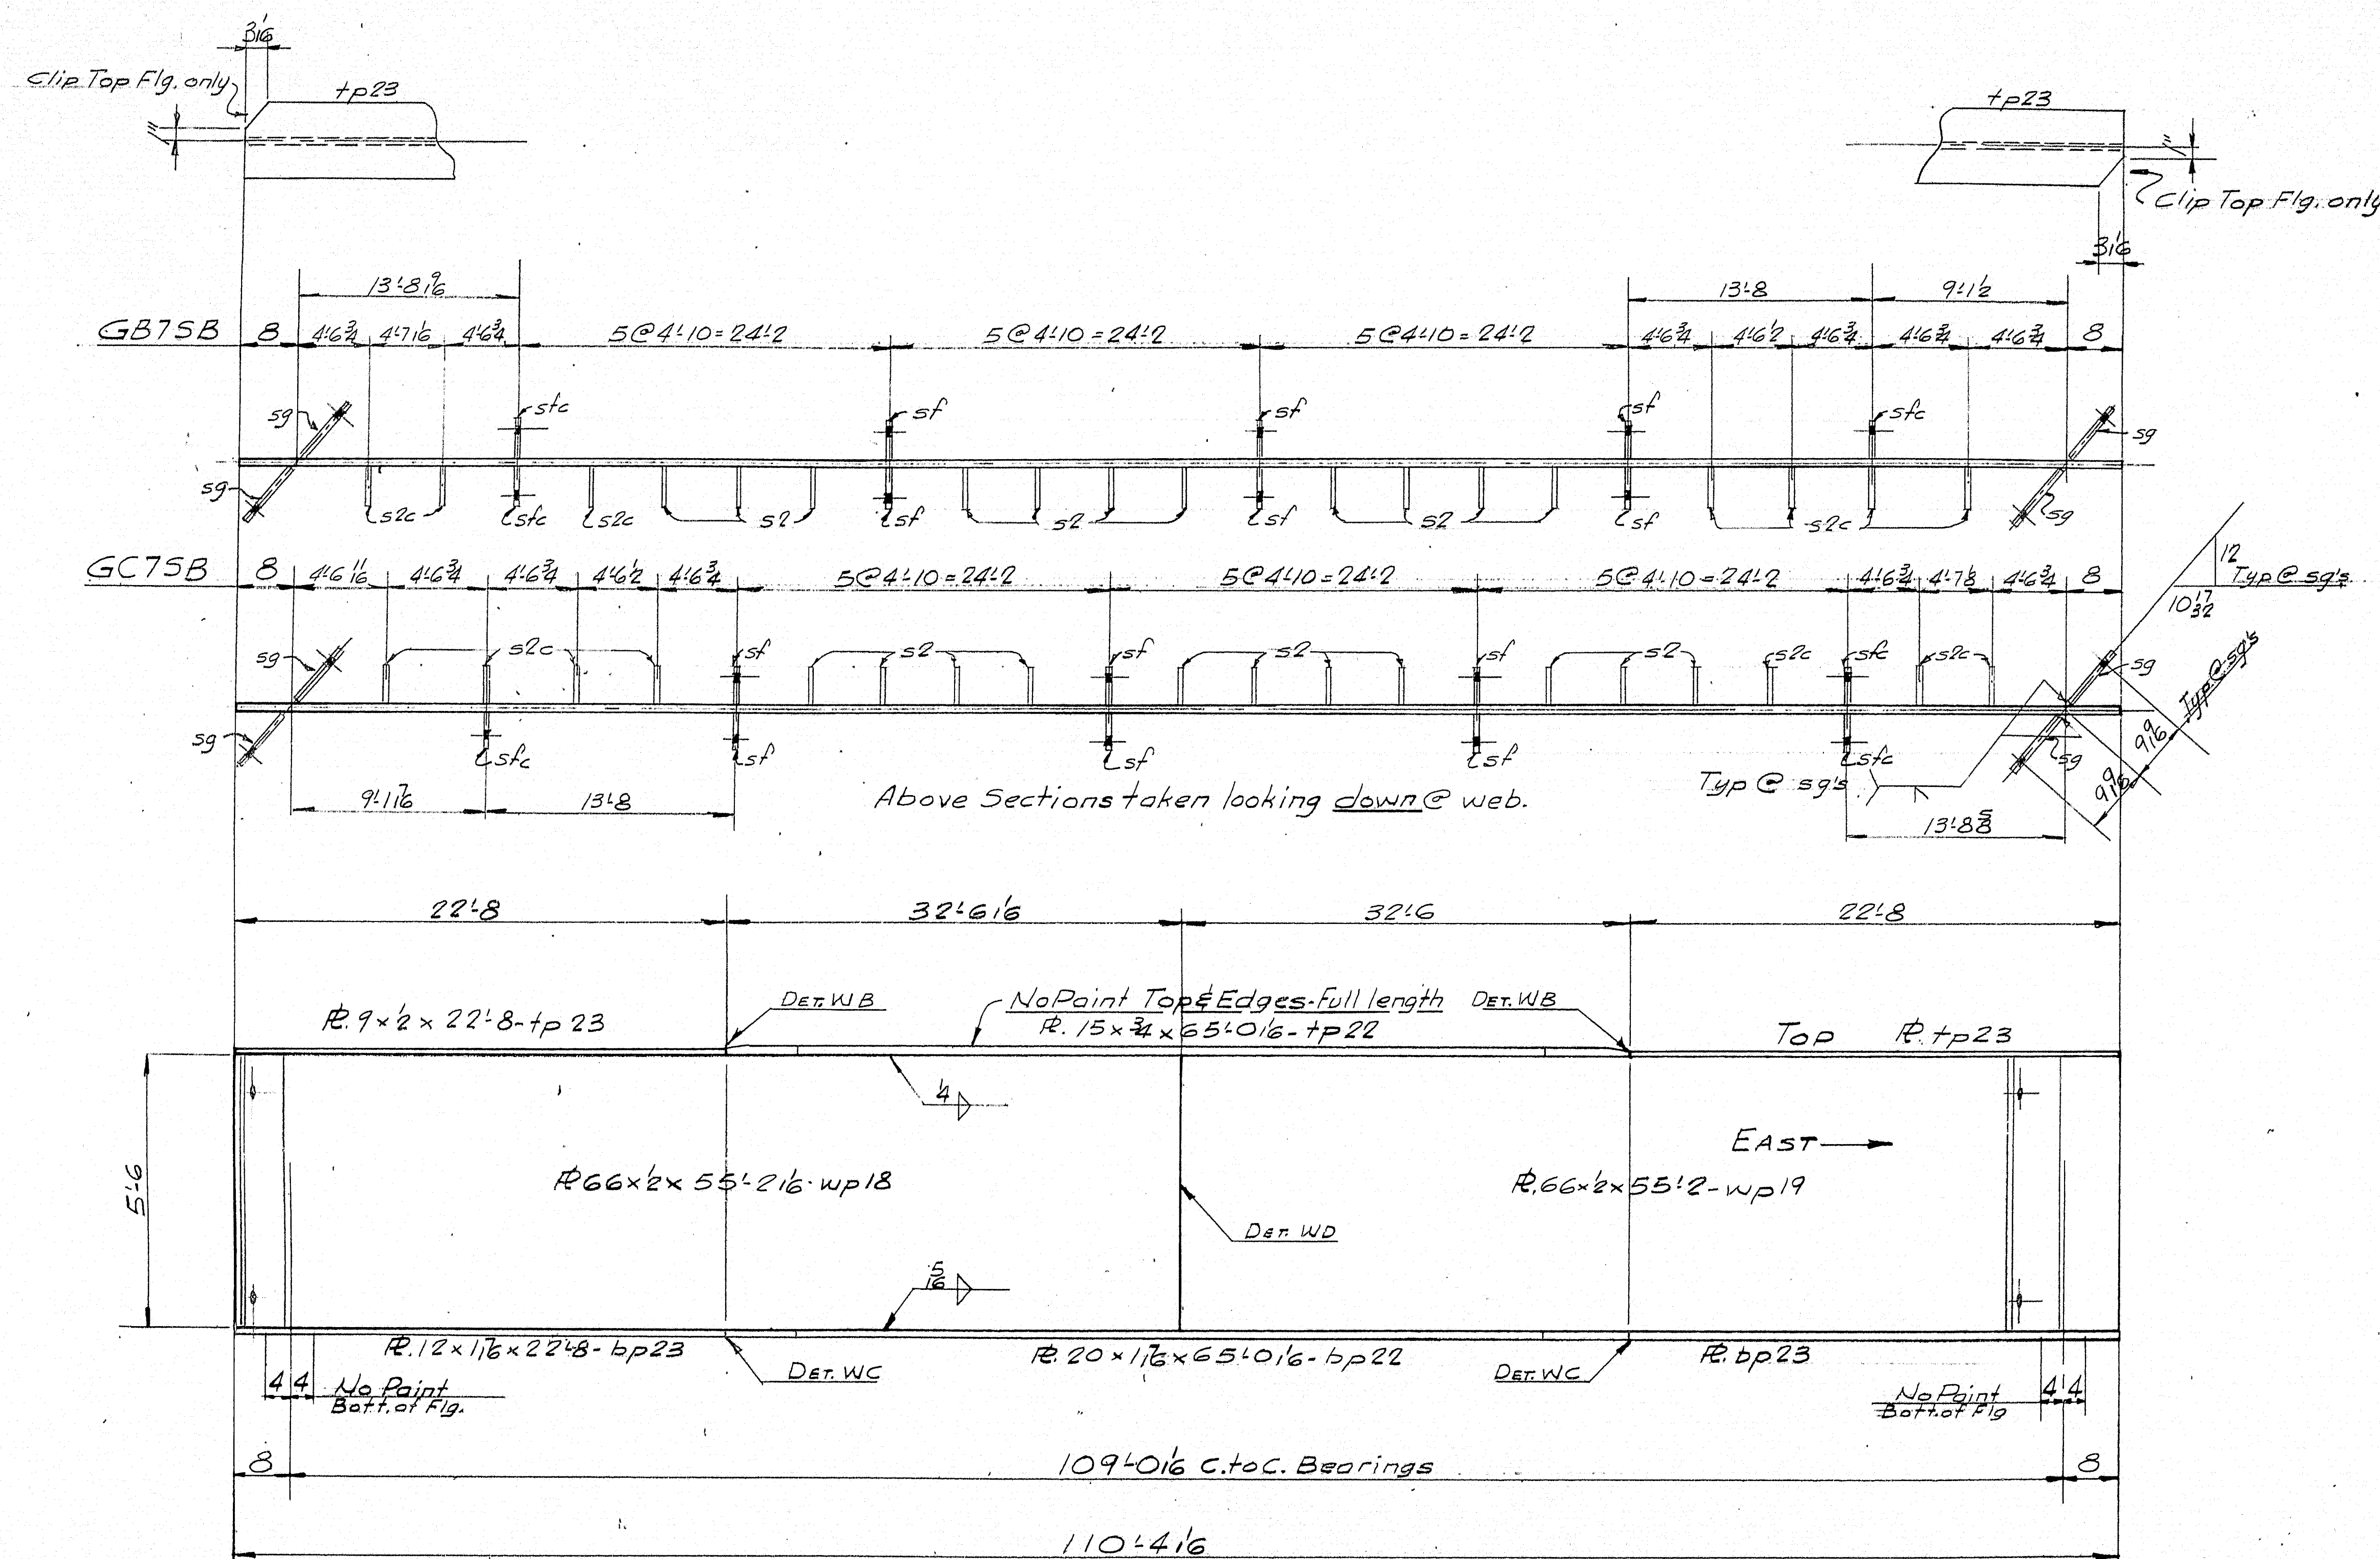 3 1/16
Clip Top Flg. only
tp23
1"
tp23
1"
Clip Top Flg. only
3 1/16
13'-8 9/16
13'-8
9'-1 1/2
GB7SB
8
4'-6 3/4
4'-7 1/16
4'-6 3/4
5@4'-10=24'-2
5@4'-10=24'-2
5@4'-10=24'-2
4'-6 3/4
4'-6 1/2
4'-6 3/4
4'-6 3/4
4'-6 3/4
8
sg
sfc
sf
sf
sf
sfc
sg
sg
s2c
sfc
s2c
s2
sf
s2
sf
s2
sf
s2c
sg
GC7SB
8
4'-6 11/16
4'-6 3/4
4'-6 3/4
4'-6 1/2
4'-6 3/4
5@4'-10=24'-2
5@4'-10=24'-2
5@4'-10=24'-2
4'-6 3/4
4'-7 1/8
4'-6 3/4
8
12
Typ @ sg's
10 17/32
sg
s2c
sf
s2
sf
s2
sf
s2
s2c
sfc
s2c
sg
Typ @ sg's
sg
sfc
sf
sf
sf
sfc
sg
9 9/16
9 9/16
9'-1 7/16
13'-8
Above Sections taken looking down @ web.
Typ @ sg's
13'-8 5/8
22'-8
32'-6 1/16
32'-6
22'-8
DET. WB
No Paint Top & Edges-Full length
DET. WB
PL. 9 x 1/2 x 22'-8 - tp23
PL. 15 x 3/4 x 65'-0 1/16 - tp22
TOP
PL. tp23
1/4
EAST
5'-6
PL 66 x 1/2 x 55'-2 1/16 - wp18
PL. 66 x 1/2 x 55'-2 - wp19
DET. WD
5/16
PL. 12 x 1 7/16 x 22'-8 - bp23
DET. WC
PL. 20 x 1 7/16 x 65'-0 1/16 - bp22
DET. WC
PL. bp23
4 4
No Paint
Bott. of Flg.
No Paint
Bott. of Flg
4 4
8
109'-0 1/16 C. to C. Bearings
8
110'-4 1/16